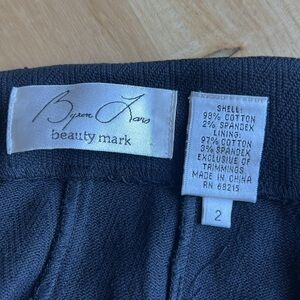 Byron Lars
beauty mark
SHELL:
98% COTTON
2% SPANDEX
LINING:
97% COTTON
3% SPANDEX
EXCLUSIVE OF
TRIMMINGS
MADE IN CHINA
RN 68215
2